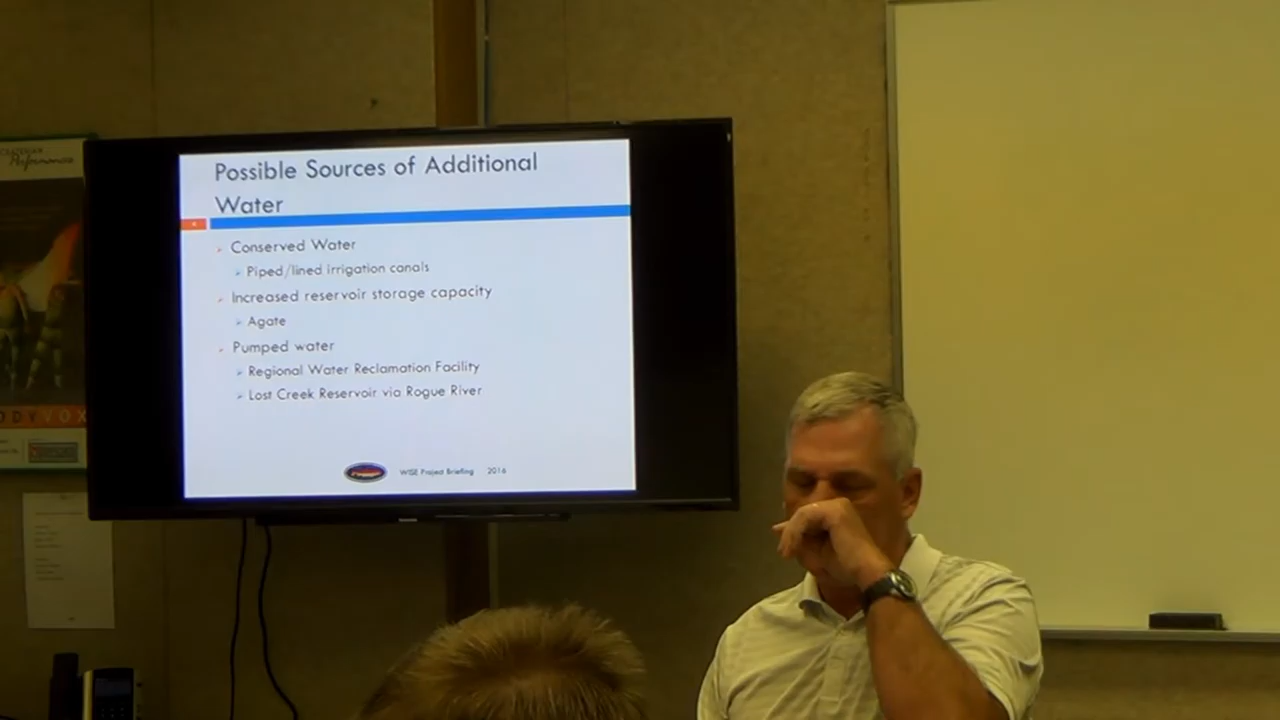 Possible Sources of Additional
Water
Conserved Water
Piped/lined irrigation canals
Increased reservoir storage capacity
Agate
Pumped water
Regional Water Reclamation Facility
Lost Creek Reservoir via Rogue River
WISE Project Briefing 2016
Performance